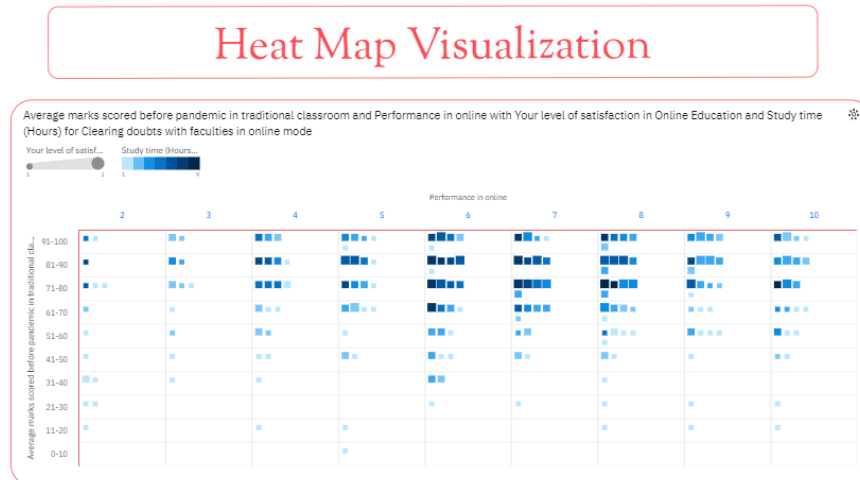 Heat Map Visualization
Average marks scored before pandemic in traditional classroom and Performance in online with Your level of satisfaction in Online Education and Study time
(Hours) for Clearing doubts with faculties in online mode
Your level of satisf... Study time (Hours...
1 3 1 9
Performance in online
2 3 4 5 6 7 8 9 10
Average marks scored before pandemic in traditional cla...
91-100
81-90
71-80
61-70
51-60
41-50
31-40
21-30
11-20
0-10